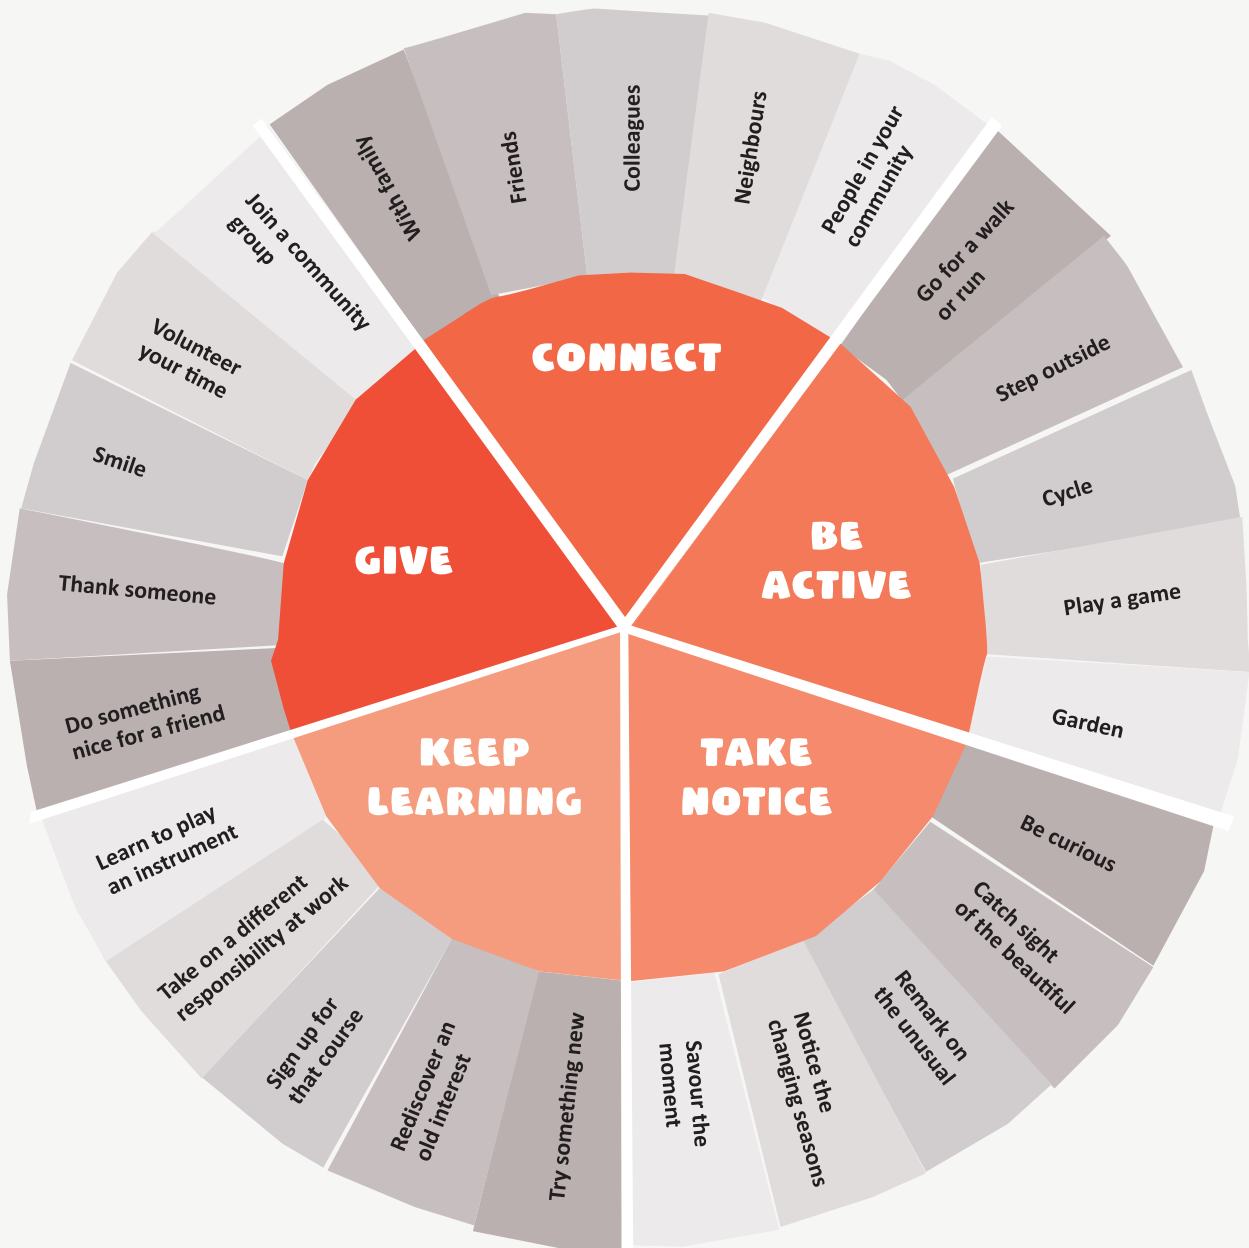 CONNECT
With family
Friends
Colleagues
Neighbours
People in your
community
BE
ACTIVE
Go for a walk
or run
Step outside
Cycle
Play a game
Garden
TAKE
NOTICE
Be curious
Catch sight
of the beautiful
Remark on
the unusual
Notice the
changing seasons
Savour the
moment
KEEP
LEARNING
Try something new
Rediscover an
old interest
Sign up for
that course
Take on a different
responsibility at work
Learn to play
an instrument
GIVE
Do something
nice for a friend
Thank someone
Smile
Volunteer
your time
Join a community
group